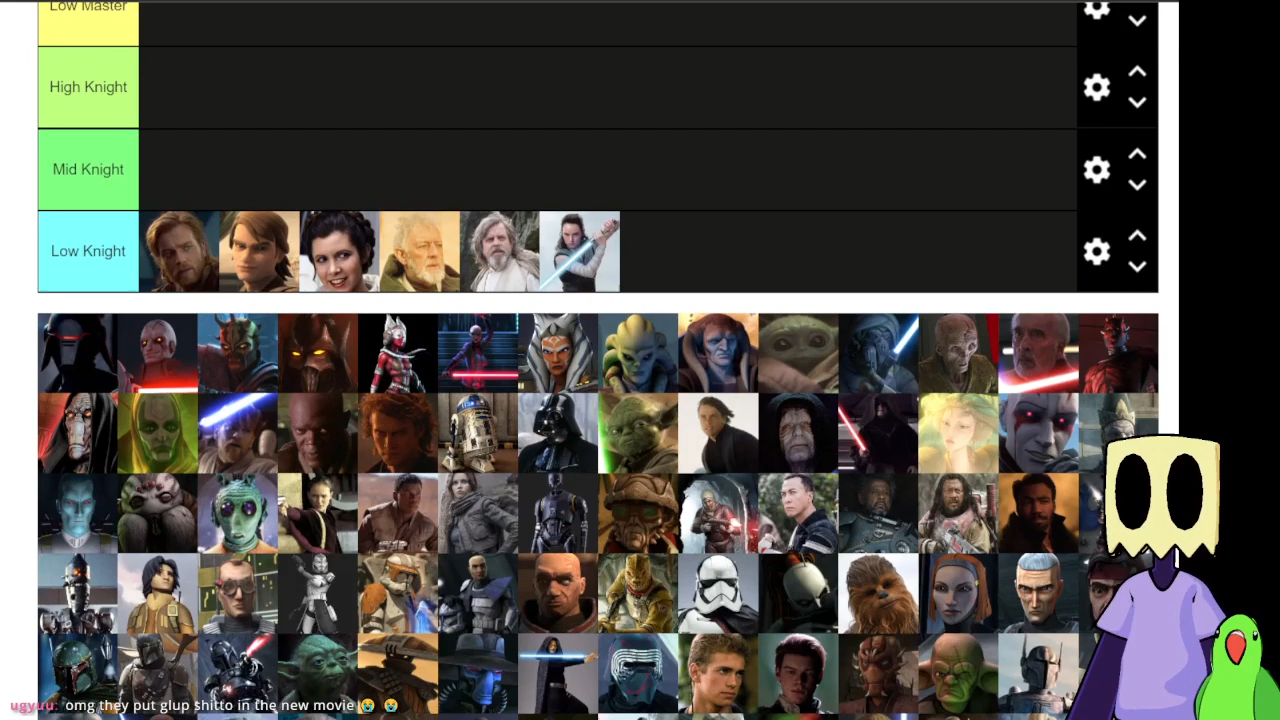 Low Master
High Knight
Mid Knight
Low Knight
ugyuu: omg they put glup shitto in the new movie 😭 😭